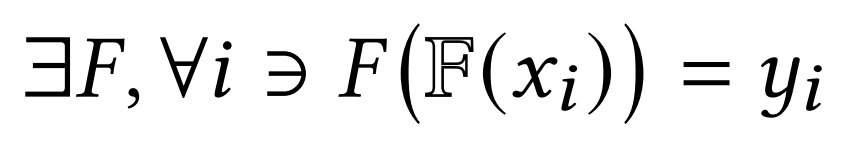 ∃F, ∀i ∋ F(𝔽(xᵢ)) = yᵢ